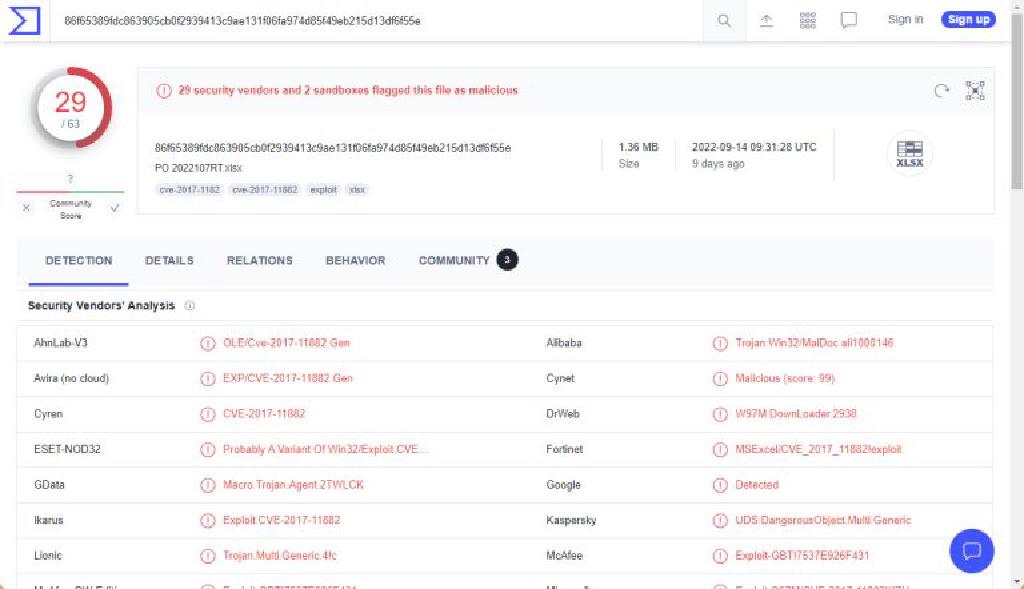 86f65389fdc863905cb0f2939413c9ae131f06fa974d85f49eb215d13df6f55e
Sign in
Sign up
29
/ 63
29 security vendors and 2 sandboxes flagged this file as malicious
86f65389fdc863905cb0f2939413c9ae131f06fa974d85f49eb215d13df6f55e
PO 2022107RT.xlsx
cve-2017-1182 cve-2017-11882 exploit xlsx
1.36 MB
Size
2022-09-14 09:31:28 UTC
9 days ago
XLSX
?
Community
Score
DETECTION DETAILS RELATIONS BEHAVIOR COMMUNITY 3
Security Vendors' Analysis
AhnLab-V3 OLE/Cve-2017-11882.Gen Alibaba Trojan:Win32/MalDoc.ali1000146
Avira (no cloud) EXP/CVE-2017-11882.Gen Cynet Malicious (score: 99)
Cyren CVE-2017-11882 DrWeb W97M.DownLoader.2938
ESET-NOD32 Probably A Variant Of Win32/Exploit.CVE... Fortinet MSExcel/CVE_2017_11882!exploit
GData Macro.Trojan.Agent.2TWLCK Google Detected
Ikarus Exploit.CVE-2017-11882 Kaspersky UDS:DangerousObject.Multi.Generic
Lionic Trojan.Multi.Generic.4!c McAfee Exploit-GBT!7537E926F431